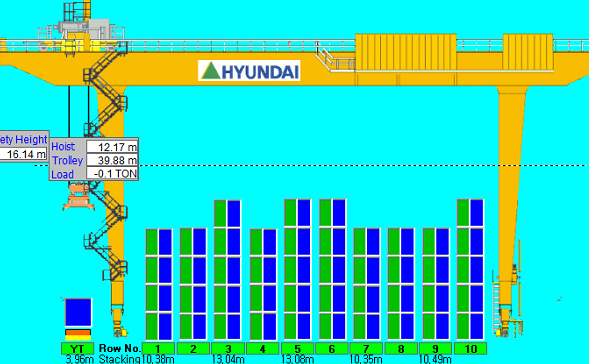 HYUNDAI
ety Height
16.14 m
Hoist 12.17 m
Trolley 39.88 m
Load -0.1 TON
YT Row No. 1 2 3 4 5 6 7 8 9 10
3,96m Stacking 10,38m 13,04m 13,08m 10,35m 10,49m